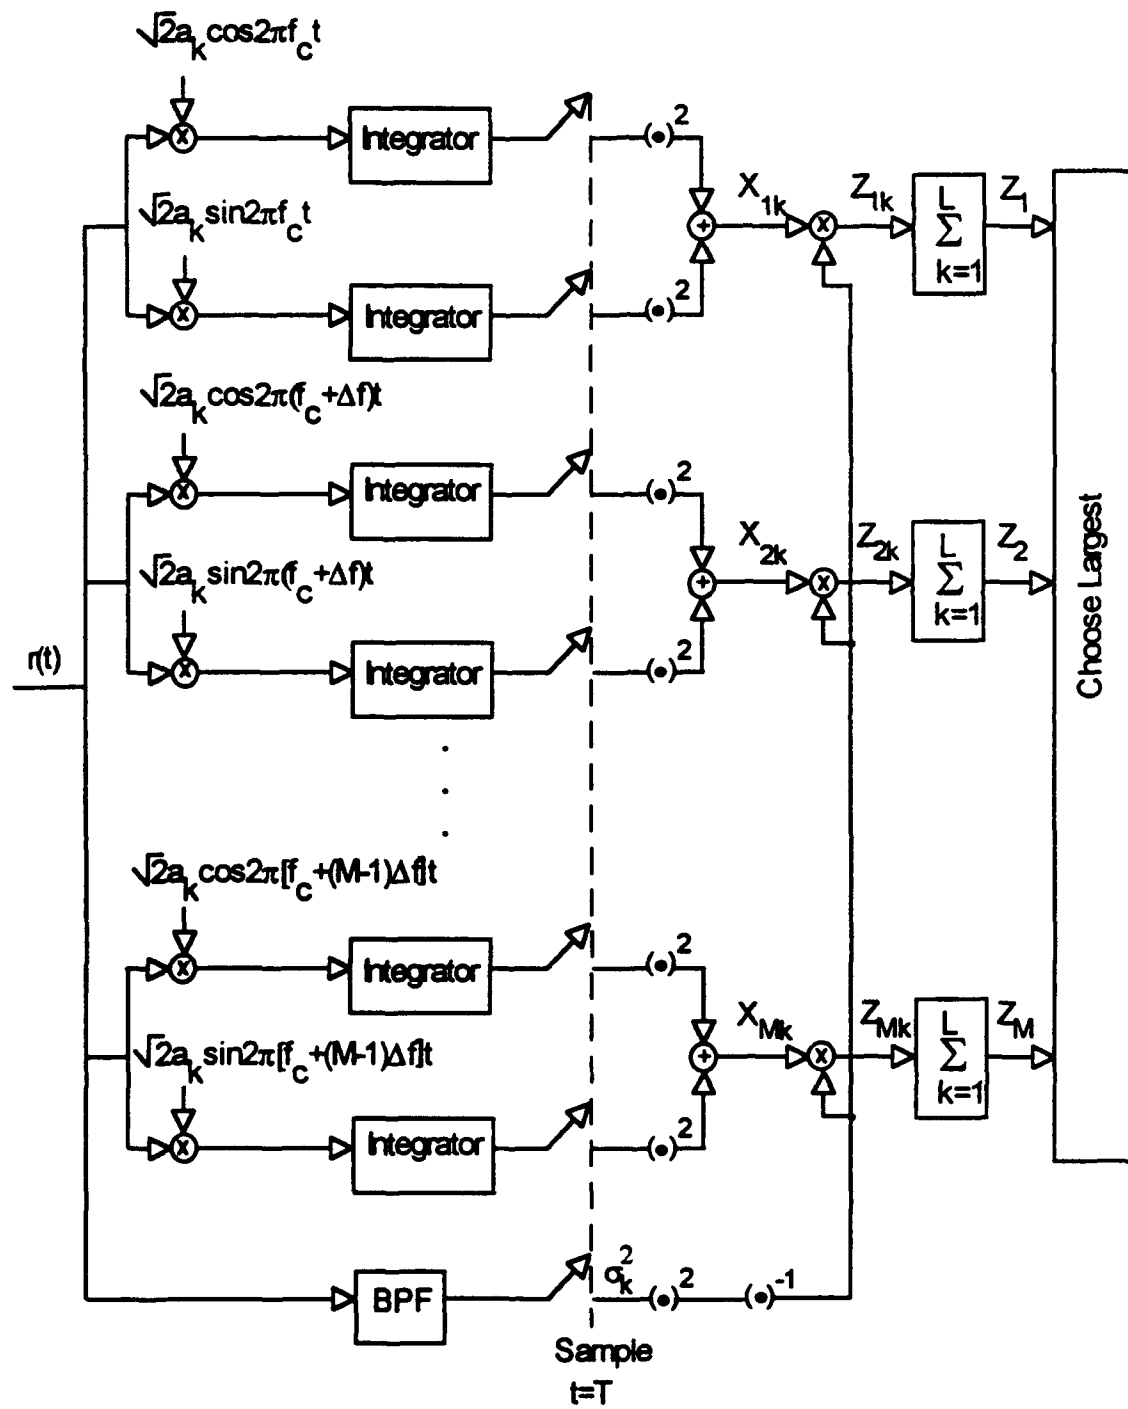 √2a_k cos2πf_c t
Integrator
(•)²
√2a_k sin2πf_c t
X_1k
Z_1k
L
Σ
k=1
Z_1
Integrator
(•)²
√2a_k cos2π(f_c+Δf)t
Integrator
(•)²
√2a_k sin2π(f_c+Δf)t
X_2k
Z_2k
L
Σ
k=1
Z_2
Choose Largest
r(t)
Integrator
(•)²
.
.
.
√2a_k cos2π[f_c+(M-1)Δf]t
Integrator
(•)²
√2a_k sin2π[f_c+(M-1)Δf]t
X_Mk
Z_Mk
L
Σ
k=1
Z_M
Integrator
(•)²
BPF
σ_k²
(•)²
(•)⁻¹
Sample
t=T